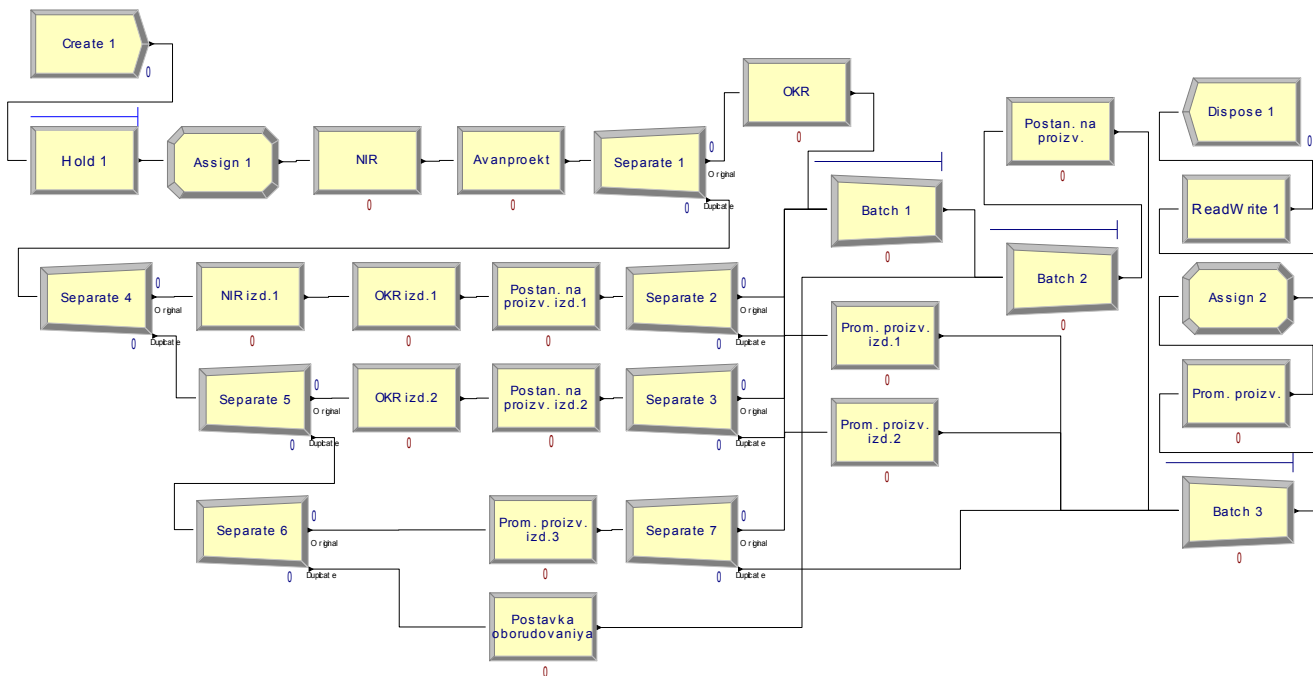 Create 1
0
Hold 1
Assign 1
NIR
0
Avanproekt
0
Separate 1
0
Original
0
Duplicate
OKR
0
Batch 1
0
Postan. na
proizv.
0
Batch 2
0
Dispose 1
0
ReadWrite 1
Assign 2
Prom. proizv.
0
Batch 3
0
Separate 4
0
Original
0
Duplicate
NIR izd.1
0
OKR izd.1
0
Postan. na
proizv. izd.1
0
Separate 2
0
Original
0
Duplicate
Prom. proizv.
izd.1
0
Separate 5
0
Original
0
Duplicate
OKR izd.2
0
Postan. na
proizv. izd.2
0
Separate 3
0
Original
0
Duplicate
Prom. proizv.
izd.2
0
Separate 6
0
Original
0
Duplicate
Prom. proizv.
izd.3
0
Separate 7
0
Original
0
Duplicate
Postavka
oborudovaniya
0